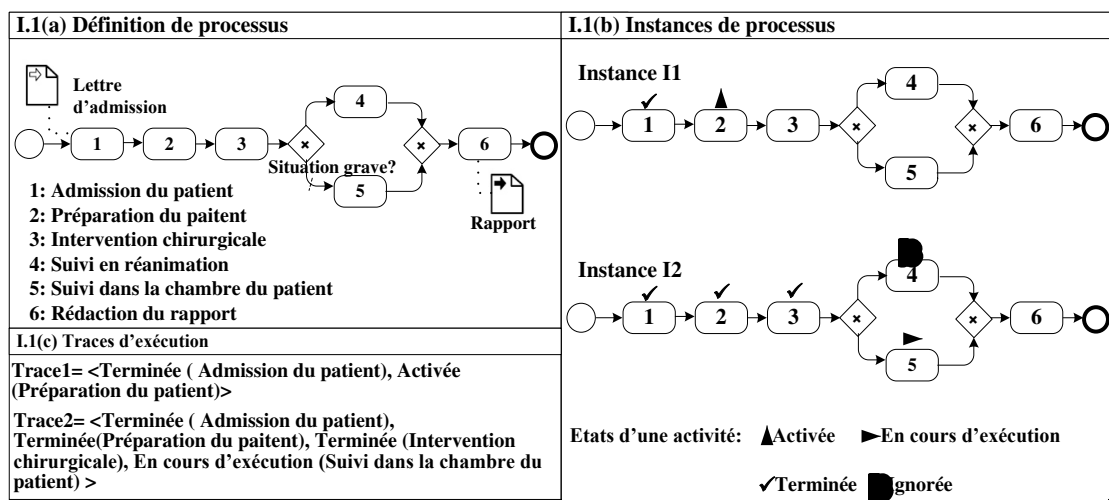 I.1(a) Définition de processus
Lettre
d'admission
1
2
3
×
Situation grave?
4
5
×
6
Rapport
1: Admission du patient
2: Préparation du paitent
3: Intervention chirurgicale
4: Suivi en réanimation
5: Suivi dans la chambre du patient
6: Rédaction du rapport
I.1(c) Traces d'exécution
Trace1= <Terminée ( Admission du patient), Activée
(Préparation du patient)>
Trace2= <Terminée ( Admission du patient),
Terminée(Préparation du paitent), Terminée (Intervention
chirurgicale), En cours d'exécution (Suivi dans la chambre du
patient) >
I.1(b) Instances de processus
Instance I1
1
2
3
×
4
5
×
6
Instance I2
1
2
3
×
4
5
×
6
Etats d'une activité: Activée En cours d'exécution
Terminée Ignorée